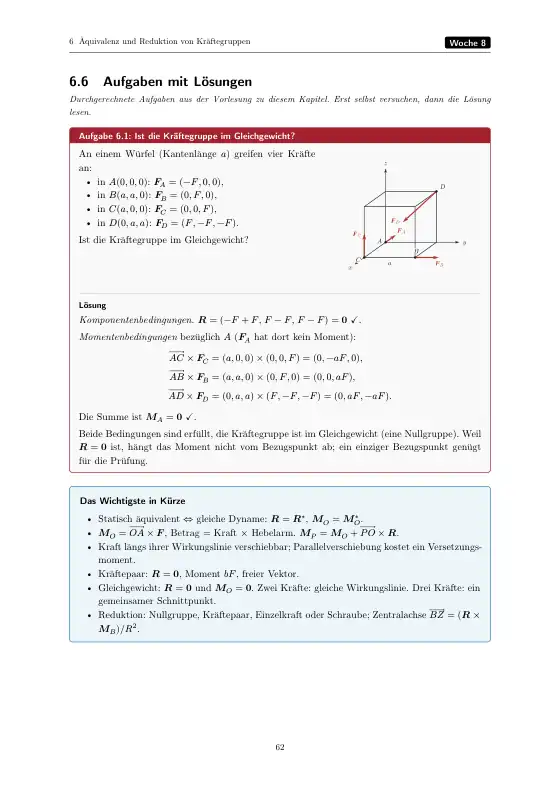 6 Äquivalenz und Reduktion von Kräftegruppen
Woche 8
6.6 Aufgaben mit Lösungen
Durchgerechnete Aufgaben aus der Vorlesung zu diesem Kapitel. Erst selbst versuchen, dann die Lösung
lesen.
Aufgabe 6.1: Ist die Kräftegruppe im Gleichgewicht?
An einem Würfel (Kantenlänge a) greifen vier Kräfte
an:
• in A(0, 0, 0): F_A = (−F, 0, 0),
• in B(a, a, 0): F_B = (0, F, 0),
• in C(a, 0, 0): F_C = (0, 0, F),
• in D(0, a, a): F_D = (F, −F, −F).
Ist die Kräftegruppe im Gleichgewicht?
z
D
F_D
F_C
F_A
A
y
B
C
x
a
F_B
Lösung
Komponentenbedingungen. R = (−F + F, F − F, F − F) = 0 ✓.
Momentenbedingungen bezüglich A (F_A hat dort kein Moment):
AC→ × F_C = (a, 0, 0) × (0, 0, F) = (0, −aF, 0),
AB→ × F_B = (a, a, 0) × (0, F, 0) = (0, 0, aF),
AD→ × F_D = (0, a, a) × (F, −F, −F) = (0, aF, −aF).
Die Summe ist M_A = 0 ✓.
Beide Bedingungen sind erfüllt, die Kräftegruppe ist im Gleichgewicht (eine Nullgruppe). Weil
R = 0 ist, hängt das Moment nicht vom Bezugspunkt ab; ein einziger Bezugspunkt genügt
für die Prüfung.
Das Wichtigste in Kürze
• Statisch äquivalent ⇔ gleiche Dyname: R = R*, M_O = M*_O.
• M_O = OA→ × F, Betrag = Kraft × Hebelarm. M_P = M_O + PO→ × R.
• Kraft längs ihrer Wirkungslinie verschiebbar; Parallelverschiebung kostet ein Versetzungs-
moment.
• Kräftepaar: R = 0, Moment bF, freier Vektor.
• Gleichgewicht: R = 0 und M_O = 0. Zwei Kräfte: gleiche Wirkungslinie. Drei Kräfte: ein
gemeinsamer Schnittpunkt.
• Reduktion: Nullgruppe, Kräftepaar, Einzelkraft oder Schraube; Zentralachse BZ→ = (R ×
M_B)/R².
62